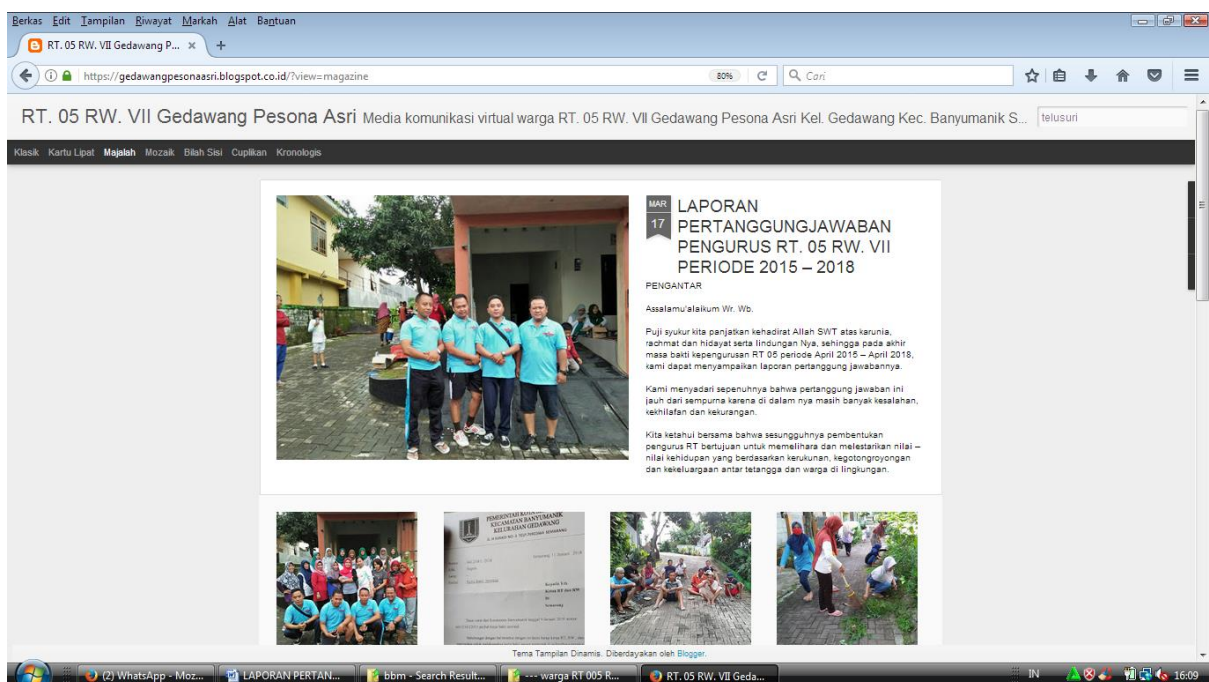 Berkas Edit Tampilan Riwayat Markah Alat Bantuan
RT. 05 RW. VII Gedawang P...
https://gedawangpesonaasri.blogspot.co.id/?view=magazine
80%
Cari
RT. 05 RW. VII Gedawang Pesona Asri Media komunikasi virtual warga RT. 05 RW. VII Gedawang Pesona Asri Kel. Gedawang Kec. Banyumanik S...
telusuri
Klasik Kartu Lipat Majalah Mozaik Bilah Sisi Cuplikan Kronologis
MAR
17
LAPORAN
PERTANGGUNGJAWABAN
PENGURUS RT. 05 RW. VII
PERIODE 2015 – 2018
PENGANTAR
Assalamu'alaikum Wr. Wb.
Puji syukur kita panjatkan kehadirat Allah SWT atas karunia,
rachmat dan hidayat serta lindungan Nya, sehingga pada akhir
masa bakti kepengurusan RT 05 periode April 2015 – April 2018,
kami dapat menyampaikan laporan pertanggung jawabannya.
Kami menyadari sepenuhnya bahwa pertanggung jawaban ini
jauh dari sempurna karena di dalam nya masih banyak kesalahan,
kekhilafan dan kekurangan.
Kita ketahui bersama bahwa sesungguhnya pembentukan
pengurus RT bertujuan untuk memelihara dan melestarikan nilai –
nilai kehidupan yang berdasarkan kerukunan, kegotongroyongan
dan kekeluargaan antar tetangga dan warga di lingkungan.
KECAMATAN BANYUMANIK
KELURAHAN GEDAWANG
Tema Tampilan Dinamis. Diberdayakan oleh Blogger.
(2) WhatsApp - Moz...
LAPORAN PERTAN...
bbm - Search Result...
--- warga RT 005 R...
RT. 05 RW. VII Geda...
IN
16:09